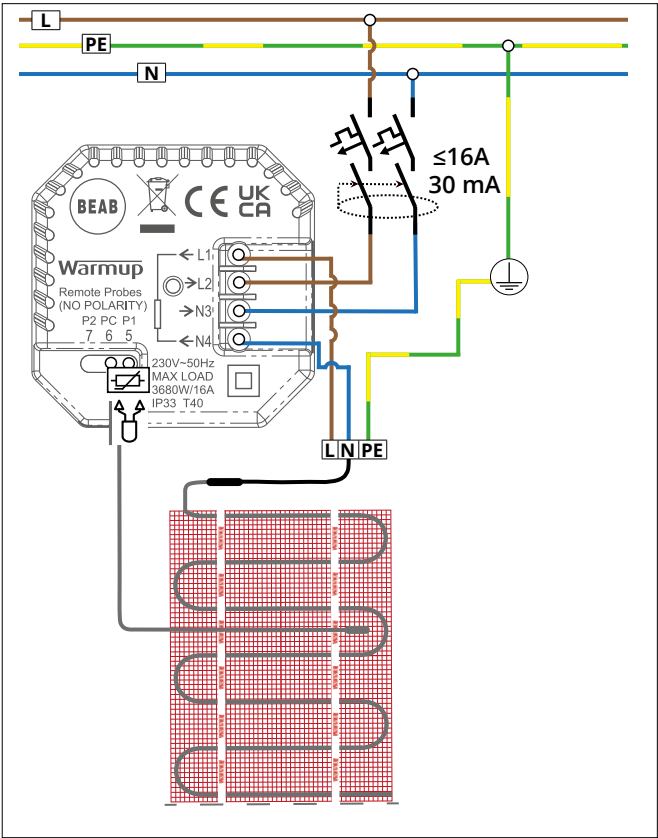 L
PE
N
≤16A
30 mA
BEAB
CE UK CA
Warmup
Remote Probes
(NO POLARITY)
P2 PC P1
7 6 5
L1
L2
N3
N4
230V~50Hz
MAX LOAD
3680W/16A
IP33 T40
L N PE